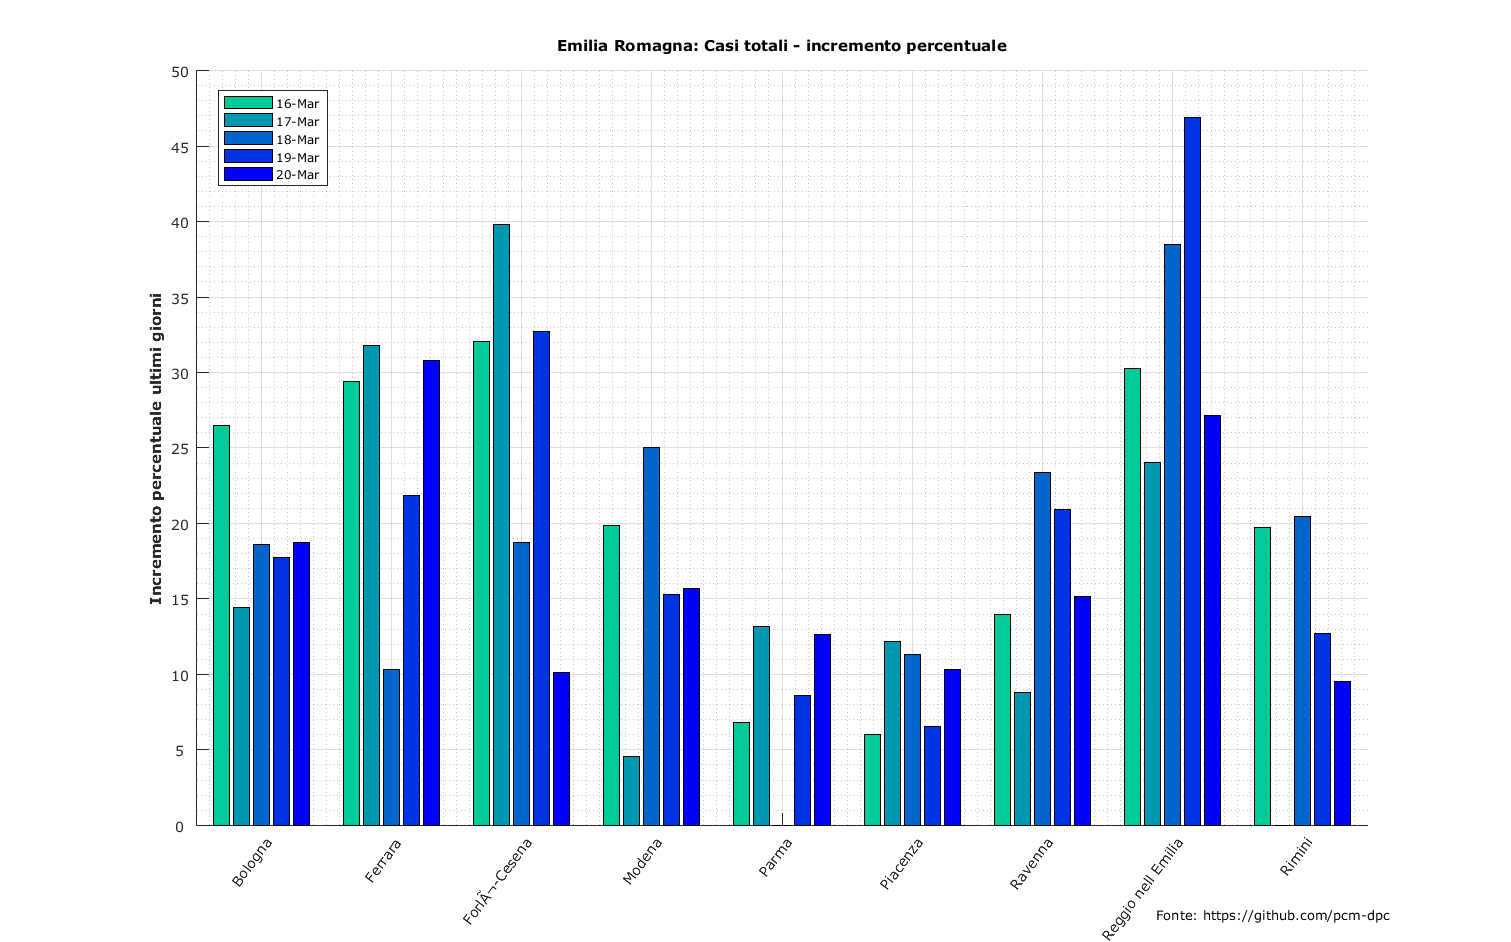 Emilia Romagna: Casi totali - incremento percentuale
50
45
40
35
30
25
20
15
10
5
0
Incremento percentuale ultimi giorni
16-Mar
17-Mar
18-Mar
19-Mar
20-Mar
Bologna
Ferrara
ForlÃ¬-Cesena
Modena
Parma
Piacenza
Ravenna
Reggio nell Emilia
Rimini
Fonte: https://github.com/pcm-dpc